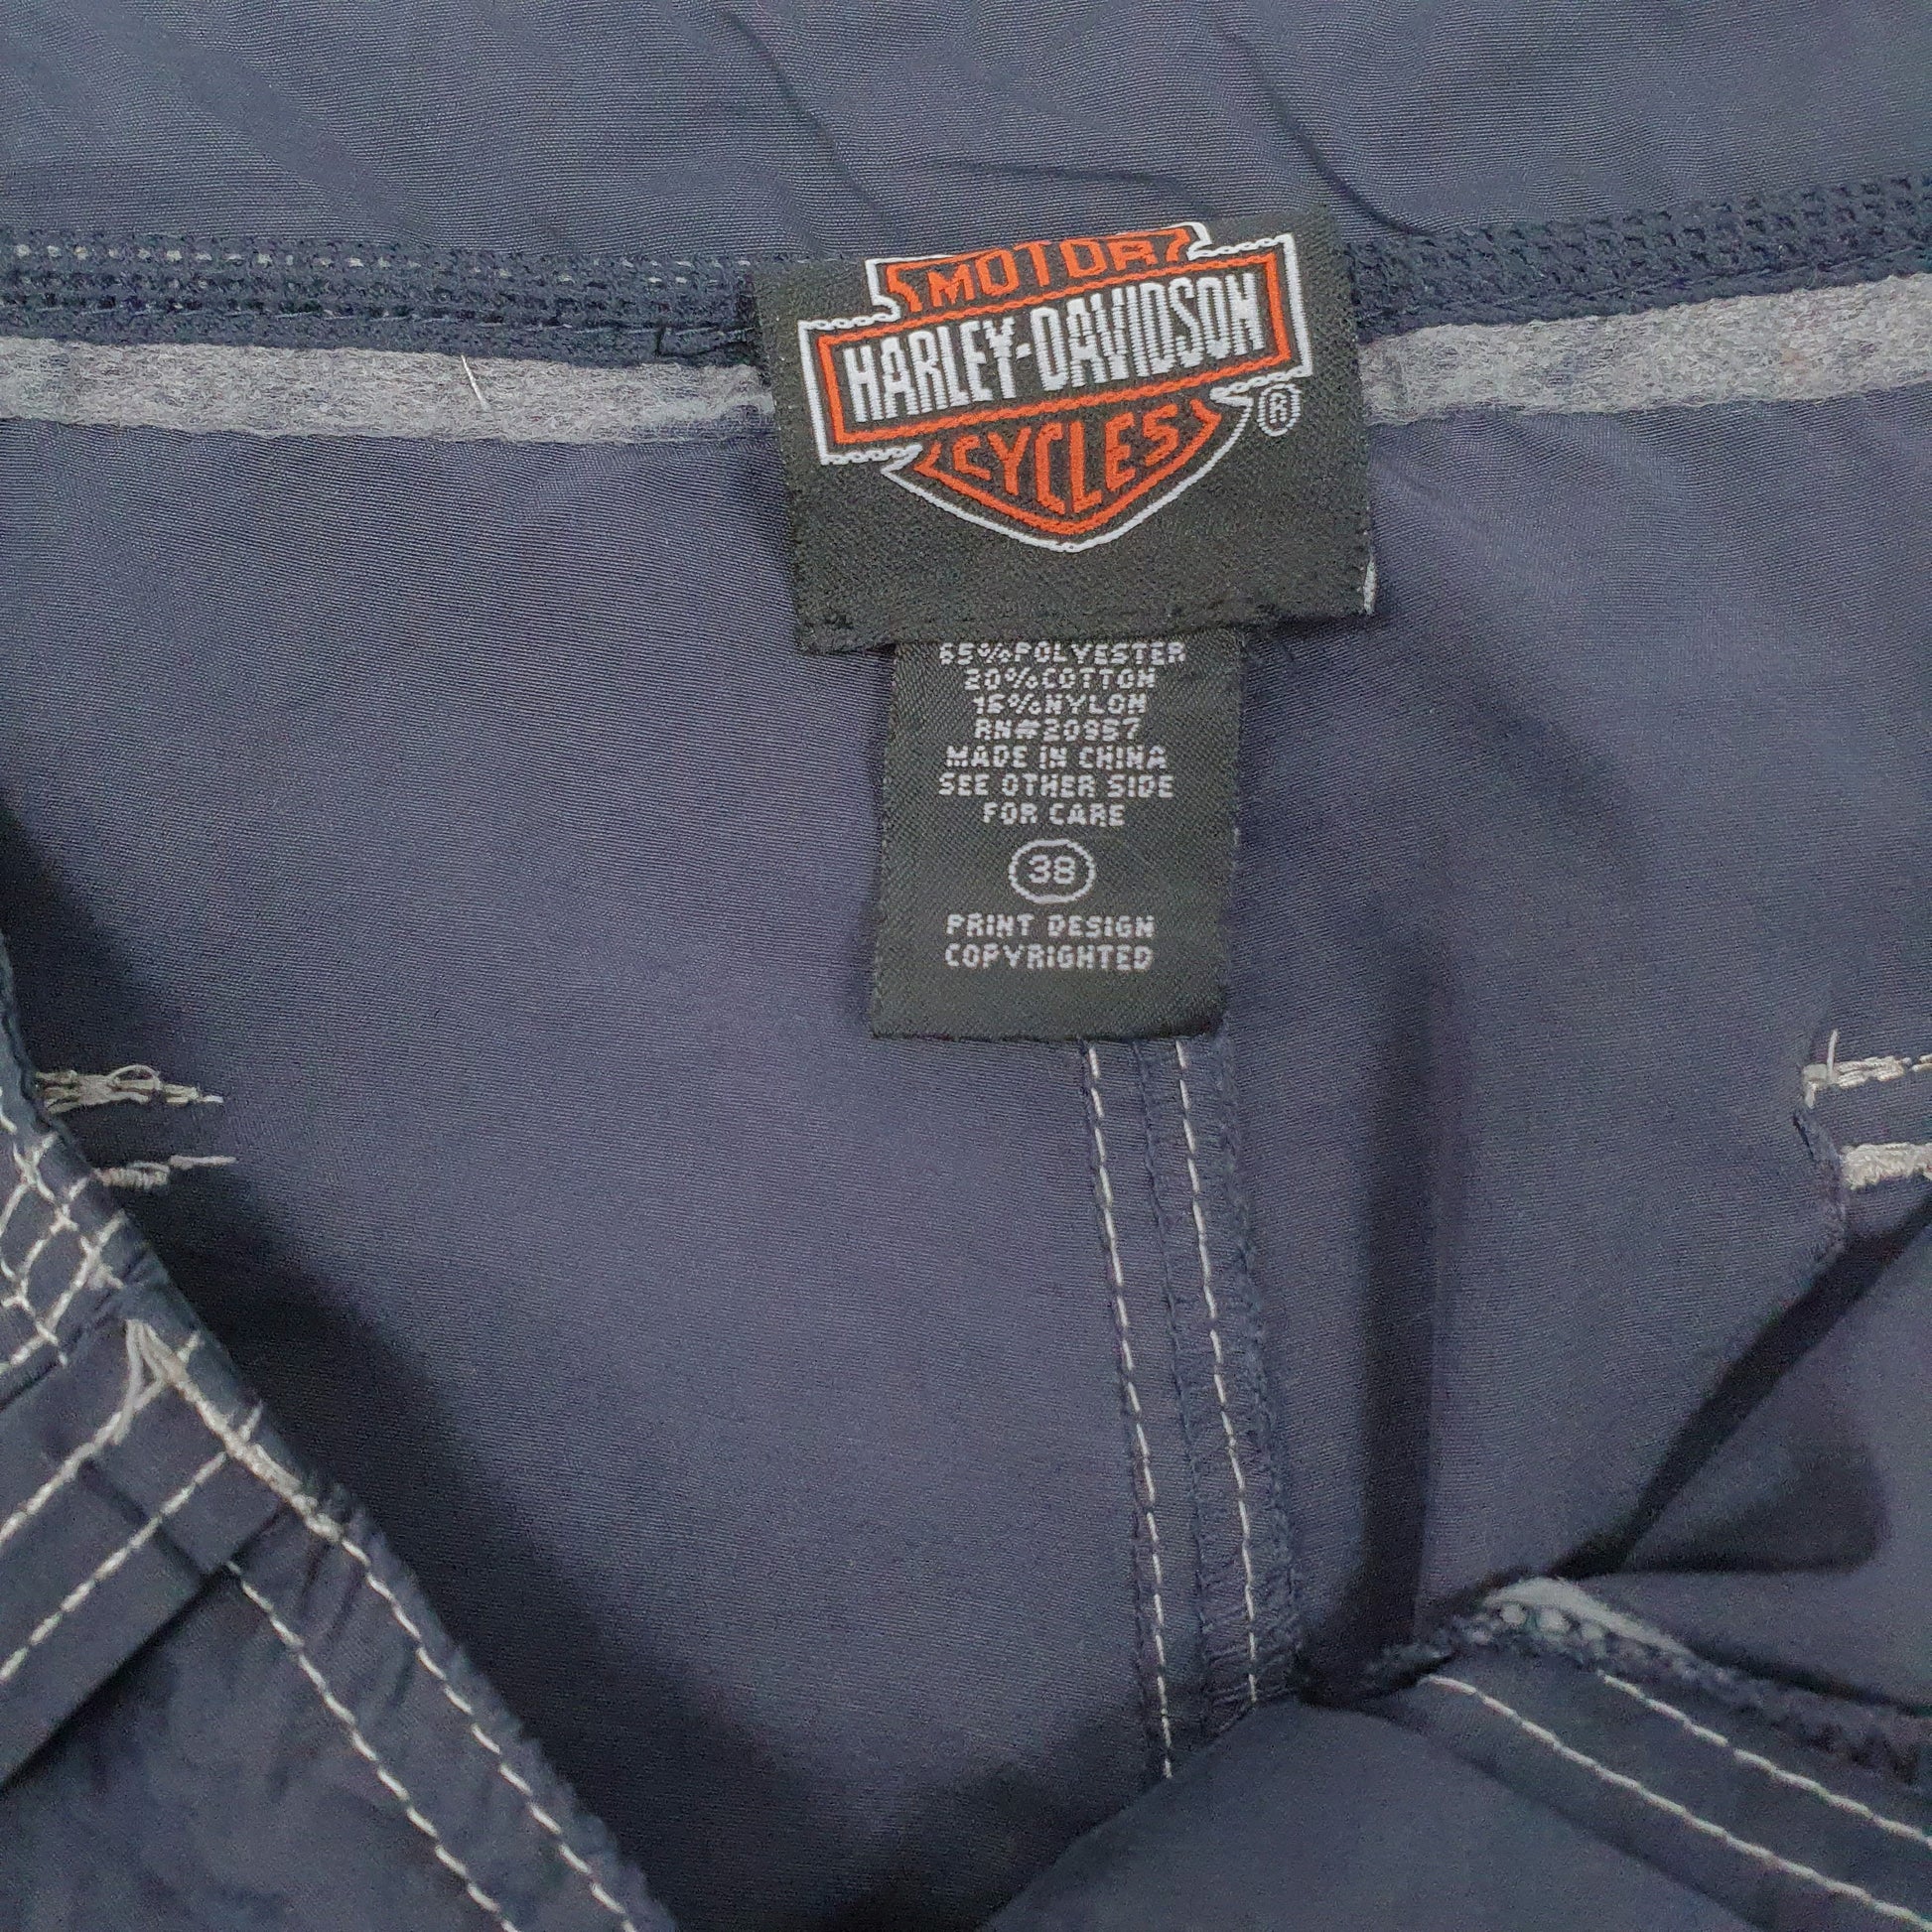 MOTOR
HARLEY-DAVIDSON
CYCLES
®
65%POLYESTER
20%COTTON
15%NYLON
RN#20957
MADE IN CHINA
SEE OTHER SIDE
FOR CARE
38
PRINT DESIGN
COPYRIGHTED